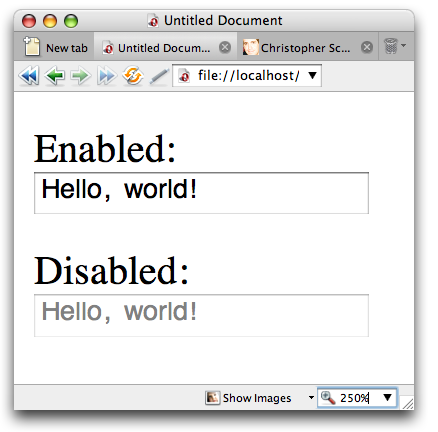 Untitled Document
New tab
Untitled Docum...
Christopher Sc...
file://localhost/
Enabled:
Hello, world!
Disabled:
Hello, world!
Show Images
250%